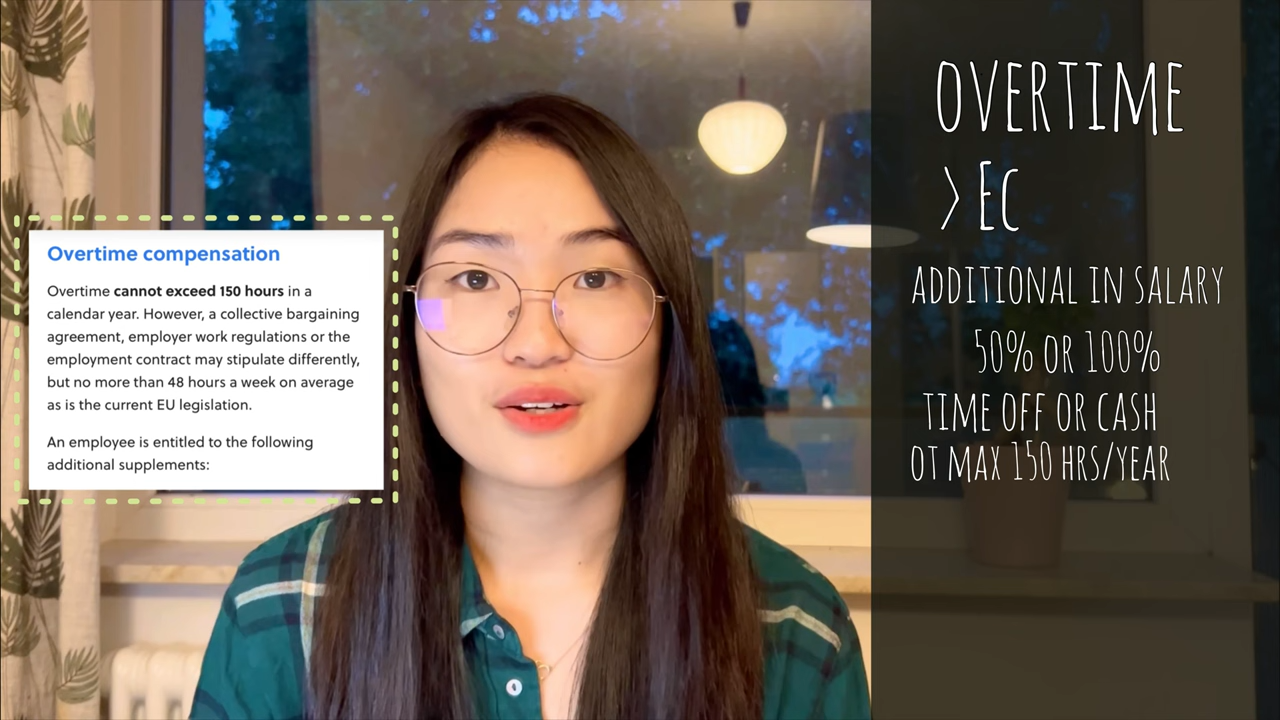 Overtime compensation
Overtime cannot exceed 150 hours in a
calendar year. However, a collective bargaining
agreement, employer work regulations or the
employment contract may stipulate differently,
but no more than 48 hours a week on average
as is the current EU legislation.
An employee is entitled to the following
additional supplements:
OVERTIME
> EC
ADDITIONAL IN SALARY
50% OR 100%
TIME OFF OR CASH
OT MAX 150 HRS/YEAR